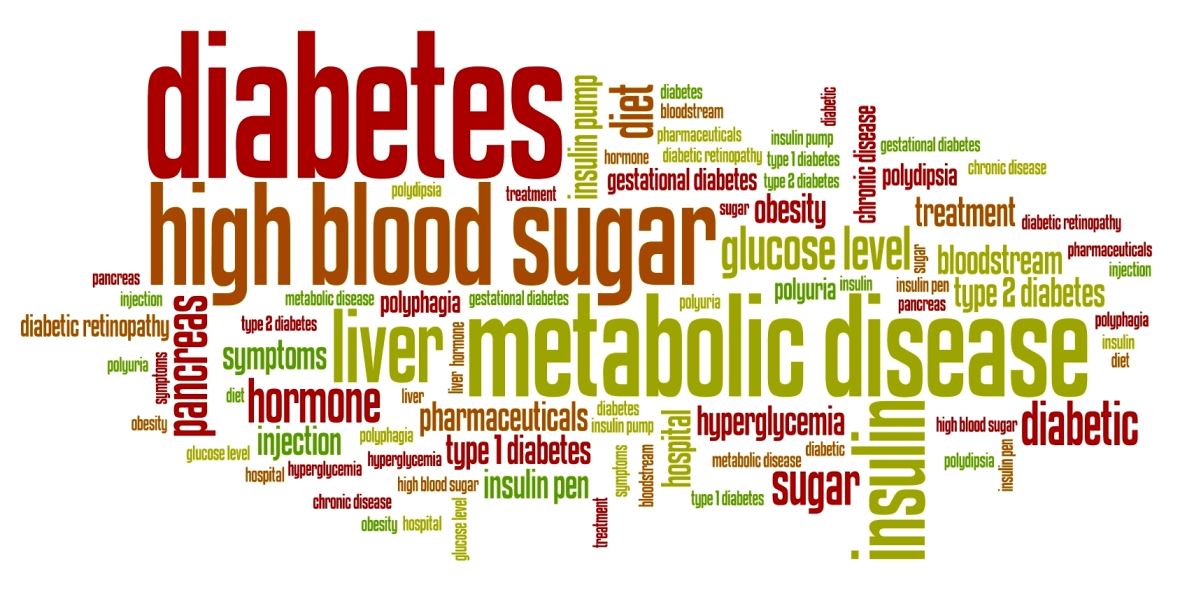 diabetes
insulin pump
diet
diabetes
bloodstream
pharmaceuticals
hormone
diabetic retinopathy
insulin pump
type 1 diabetes
type 2 diabetes
diabetic
chronic disease
gestational diabetes
chronic disease
polydipsia
gestational diabetes
polydipsia
treatment
high blood sugar
sugar
obesity
treatment
diabetic retinopathy
glucose level
sugar
bloodstream
pharmaceuticals
injection
pancreas
injection
metabolic disease
polyphagia
gestational diabetes
polyuria
polyuria
insulin
insulin pen
pancreas
type 2 diabetes
diabetic retinopathy
pancreas
type 2 diabetes
liver
hormone
liver
metabolic disease
polyphagia
insulin
diet
polyuria
symptoms
symptoms
diet
hormone
liver
obesity
pharmaceuticals
diabetes
insulin pump
hospital
hyperglycemia
insulin
high blood sugar
diabetic
glucose level
injection
polyphagia
type 1 diabetes
diabetic
metabolic disease
polydipsia
insulin pen
hospital
hyperglycemia
hyperglycemia
symptoms
bloodstream
high blood sugar
insulin pen
type 1 diabetes
sugar
chronic disease
glucose level
treatment
obesity
hospital